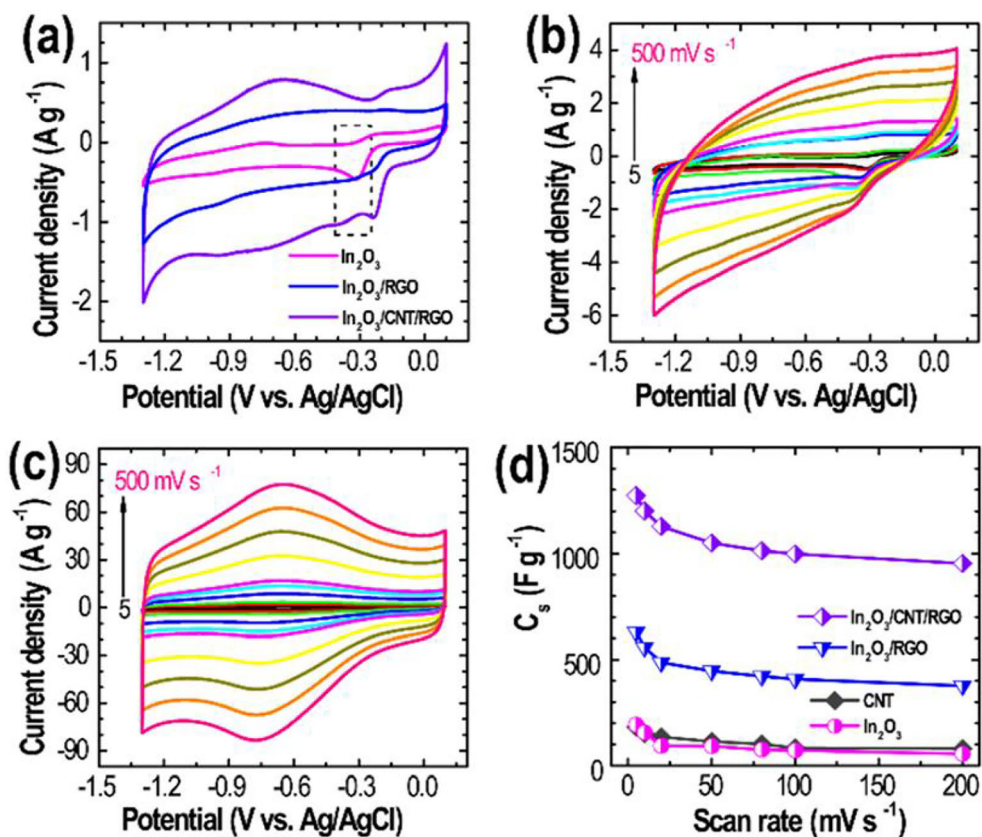 (a)
Current density (A g⁻¹)
1
0
-1
-2
In₂O₃
In₂O₃/RGO
In₂O₃/CNT/RGO
-1.5 -1.2 -0.9 -0.6 -0.3 0.0
Potential (V vs. Ag/AgCl)
(b)
Current density (A g⁻¹)
4
2
0
-2
-4
-6
500 mV s⁻¹
5
-1.5 -1.2 -0.9 -0.6 -0.3 0.0
Potential (V vs. Ag/AgCl)
(c)
Current density (A g⁻¹)
90
60
30
0
-30
-60
-90
500 mV s⁻¹
5
-1.5 -1.2 -0.9 -0.6 -0.3 0.0
Potential (V vs. Ag/AgCl)
(d)
Cₛ (F g⁻¹)
1500
1000
500
0
In₂O₃/CNT/RGO
In₂O₃/RGO
CNT
In₂O₃
0 50 100 150 200
Scan rate (mV s⁻¹)